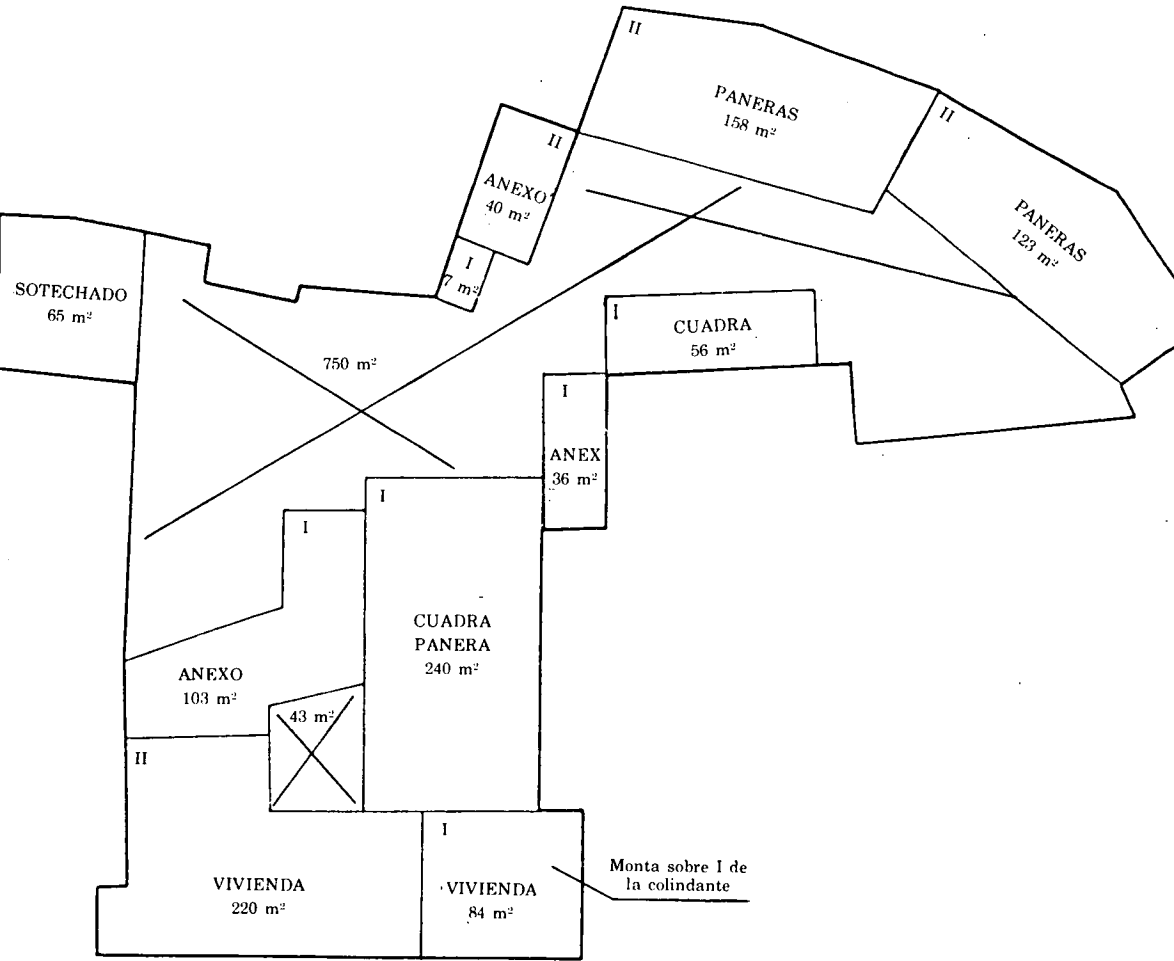 II
PANERAS
158 m²
II
PANERAS
123 m²
II
ANEXO
40 m²
I
7 m²
SOTECHADO
65 m²
750 m²
I
CUADRA
56 m²
I
ANEX
36 m²
I
CUADRA
PANERA
240 m²
I
ANEXO
103 m²
43 m²
II
VIVIENDA
220 m²
I
VIVIENDA
84 m²
Monta sobre I de
la colindante